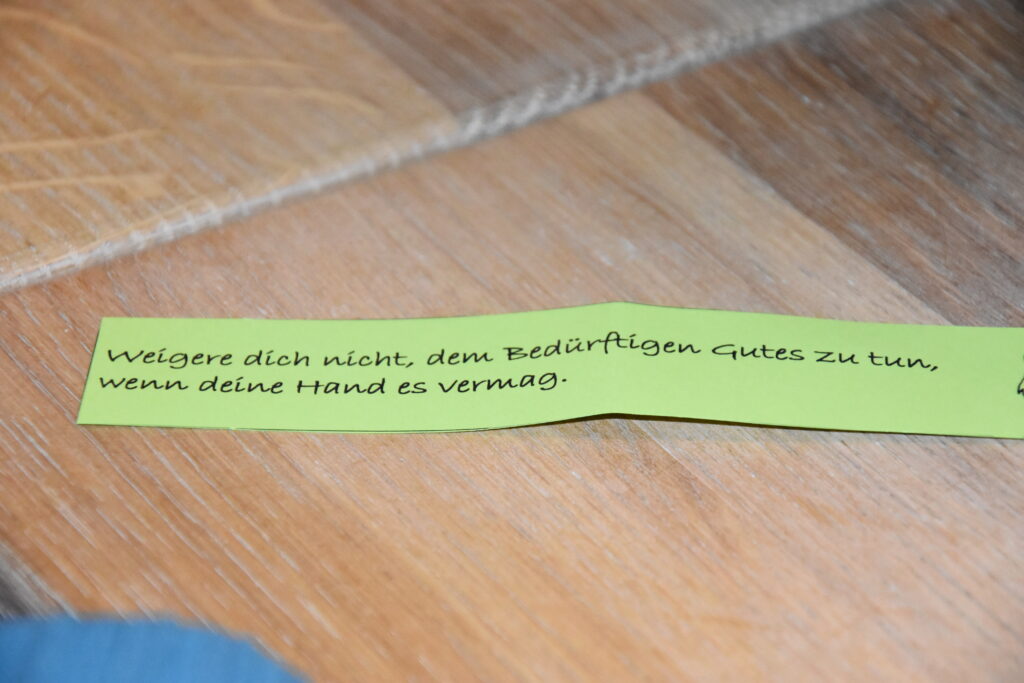 Weigere dich nicht, dem Bedürftigen Gutes zu tun,
wenn deine Hand es vermag.